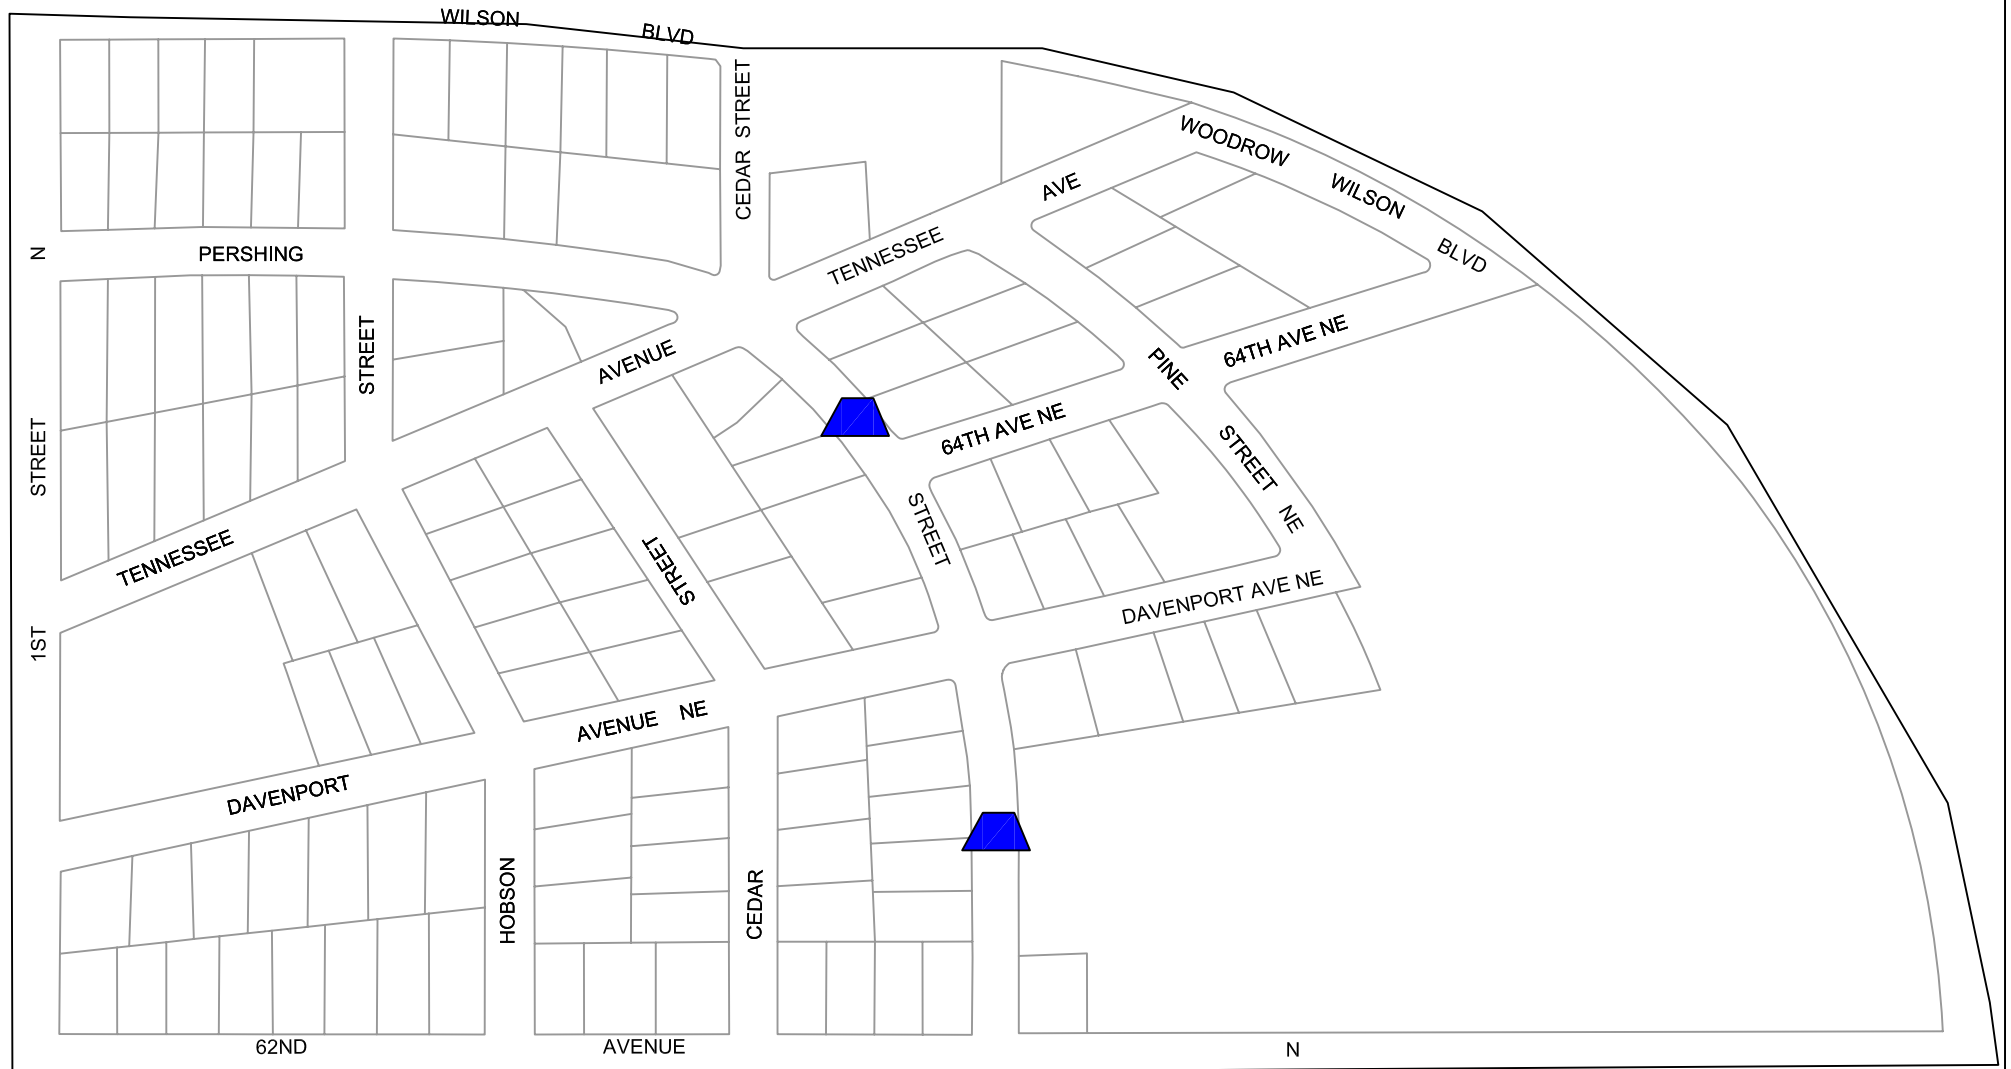 WILSON
BLVD
CEDAR STREET
WOODROW
WILSON
BLVD
AVE
TENNESSEE
N
PERSHING
STREET
AVENUE
64TH AVE NE
PINE
64TH AVE NE
STREET
STREET NE
STREET
TENNESSEE
STREET
DAVENPORT AVE NE
1ST
AVENUE NE
DAVENPORT
HOBSON
CEDAR
62ND
AVENUE
N